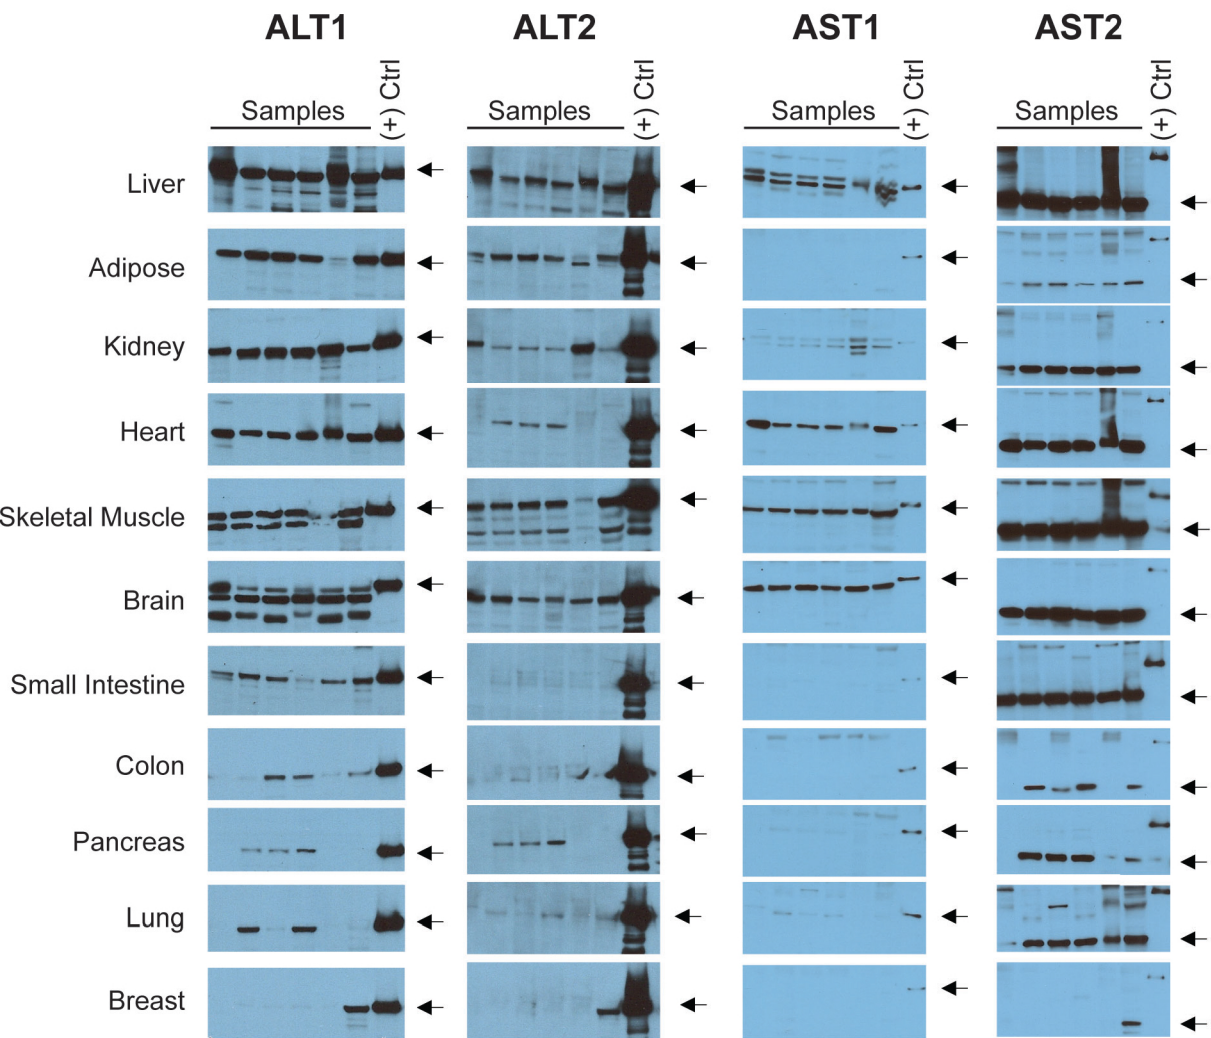 ALT1 ALT2 AST1 AST2
Samples (+) Ctrl Samples (+) Ctrl Samples (+) Ctrl Samples (+) Ctrl
Liver
Adipose
Kidney
Heart
Skeletal Muscle
Brain
Small Intestine
Colon
Pancreas
Lung
Breast